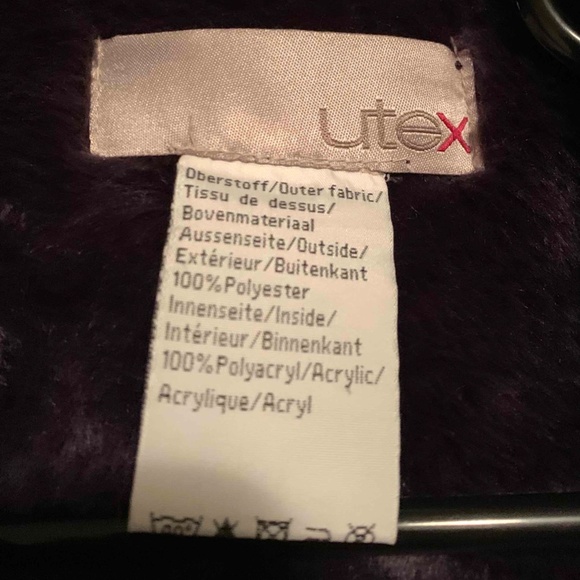 utex
Oberstoff/Outer fabric/
Tissu de dessus/
Bovenmateriaal
Aussenseite/Outside/
Extérieur/Buitenkant
100%Polyester
Innenseite/Inside/
Intérieur/Binnenkant
100%Polyacryl/Acrylic/
Acrylique/Acryl